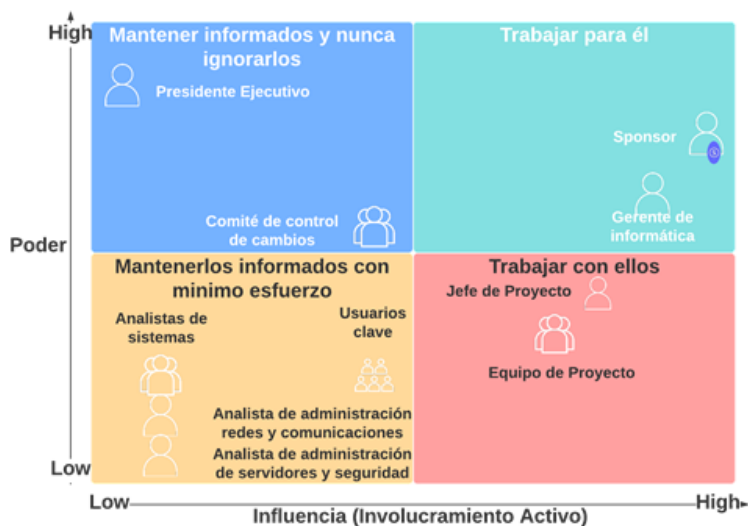 High
Mantener informados y nunca
ignorarlos
Trabajar para él
Presidente Ejecutivo
Sponsor
Comité de control
de cambios
Gerente de
informática
Poder
Mantenerlos informados con
minimo esfuerzo
Trabajar con ellos
Analistas de
sistemas
Usuarios
clave
Jefe de Proyecto
Equipo de Proyecto
Analista de administración
redes y comunicaciones
Analista de administración
de servidores y seguridad
Low
Low
High
Influencia (Involucramiento Activo)